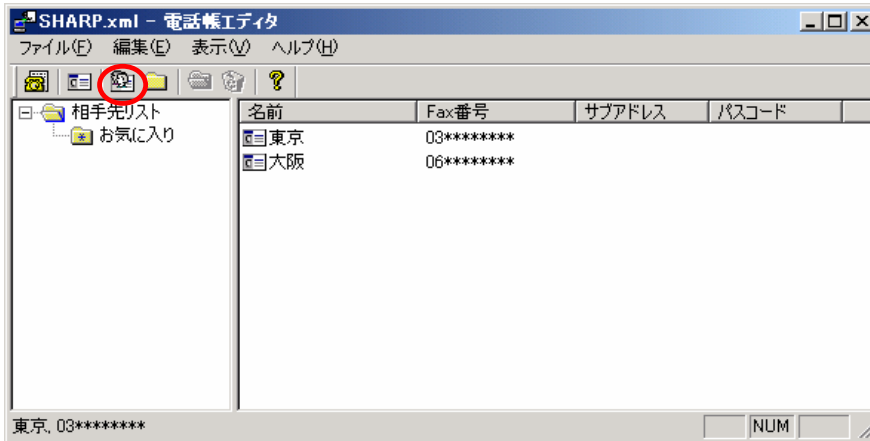 SHARP.xml - 電話帳エディタ
ファイル(F) 編集(E) 表示(V) ヘルプ(H)
相手先リスト
お気に入り
名前 Fax番号 サブアドレス パスコード
東京 03********
大阪 06********
東京, 03********
NUM